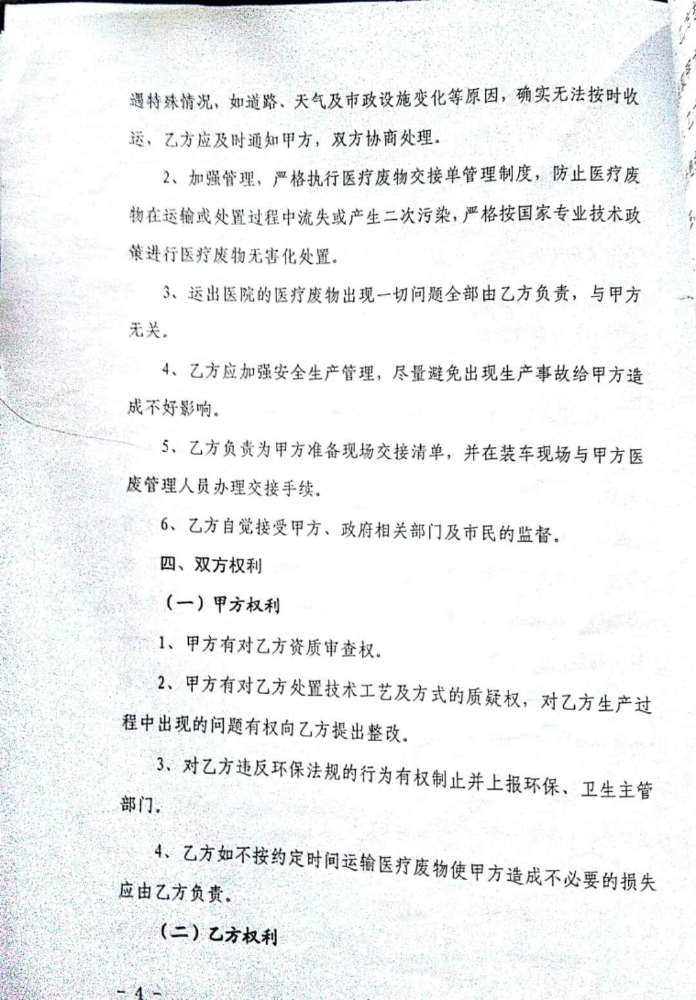 遇特殊情况，如道路、天气及市政设施变化等原因，确实无法按时收
运，乙方应及时通知甲方，双方协商处理。
2、加强管理，严格执行医疗废物交接单管理制度，防止医疗废
物在运输或处置过程中流失或产生二次污染，严格按国家专业技术政
策进行医疗废物无害化处置。
3、运出医院的医疗废物出现一切问题全部由乙方负责，与甲方
无关。
4、乙方应加强安全生产管理，尽量避免出现生产事故给甲方造
成不好影响。
5、乙方负责为甲方准备现场交接清单，并在装车现场与甲方医
废管理人员办理交接手续。
6、乙方自觉接受甲方、政府相关部门及市民的监督。
四、双方权利
（一）甲方权利
1、甲方有对乙方资质审查权。
2、甲方有对乙方处置技术工艺及方式的质疑权，对乙方生产过
程中出现的问题有权向乙方提出整改。
3、对乙方违反环保法规的行为有权制止并上报环保、卫生主管
部门。
4、乙方如不按约定时间运输医疗废物使甲方造成不必要的损失
应由乙方负责。
（二）乙方权利
- 4 -